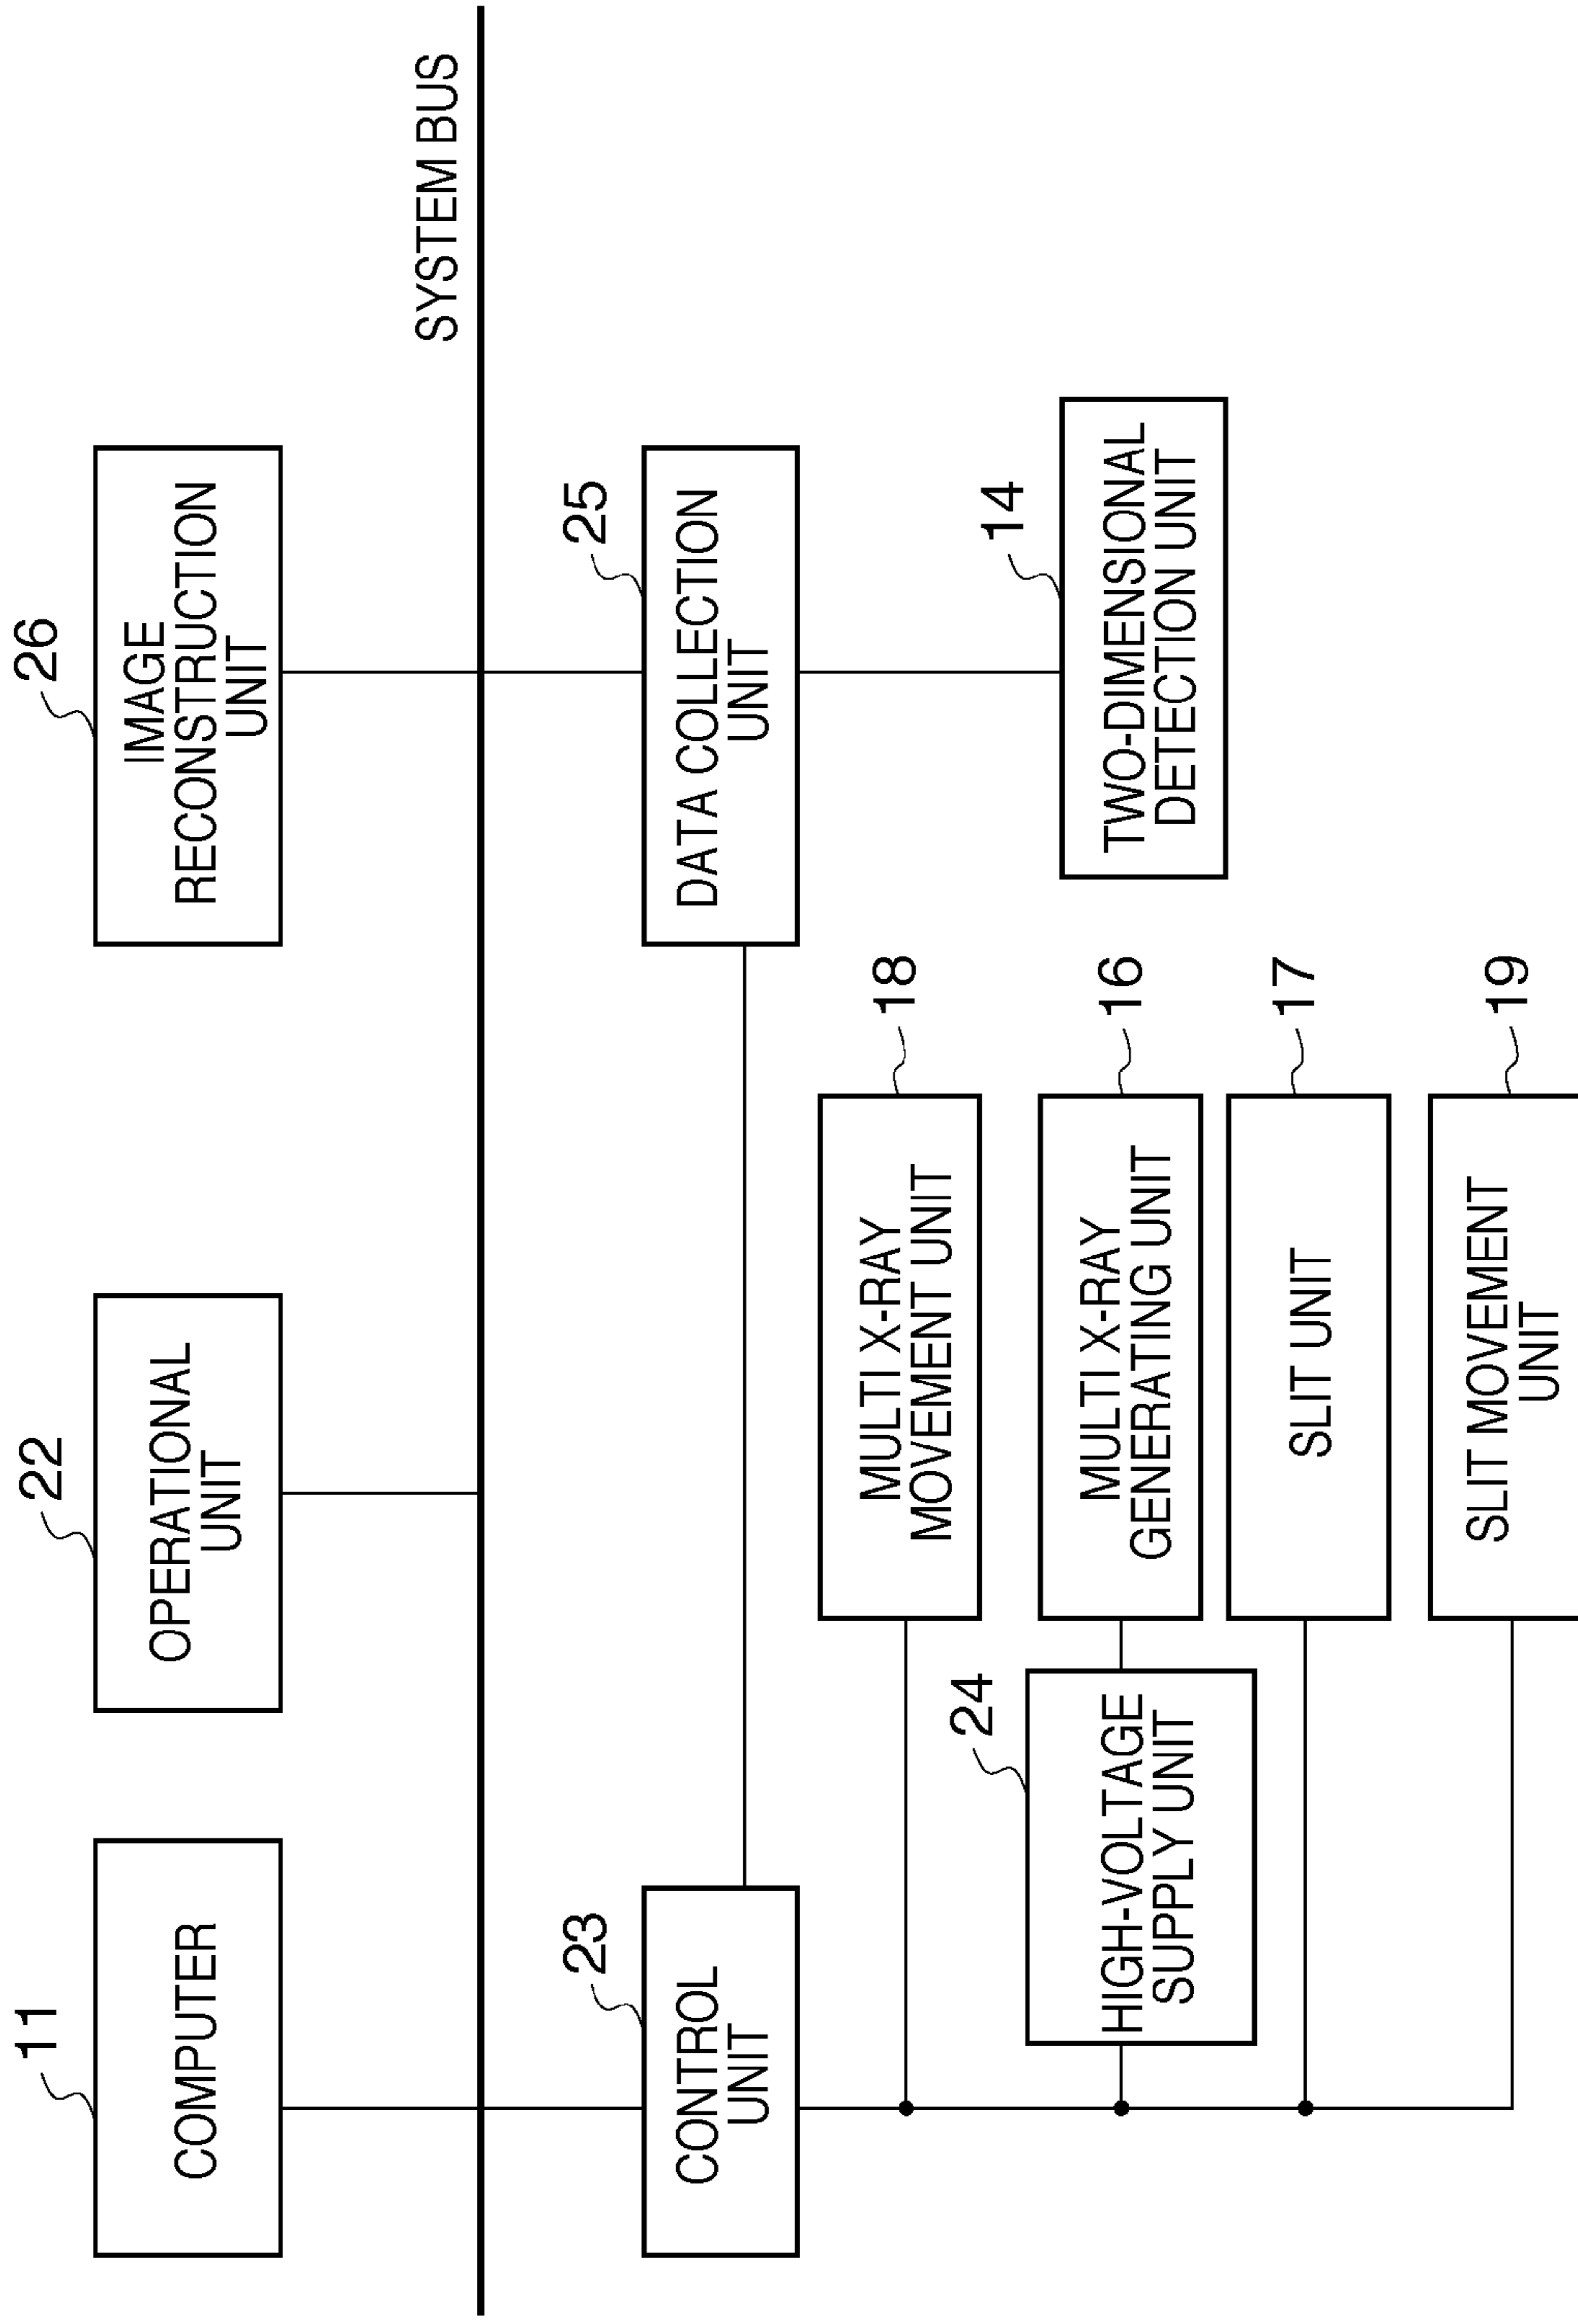 11
COMPUTER
22
OPERATIONAL
UNIT
26
IMAGE
RECONSTRUCTION
UNIT
SYSTEM BUS
23
CONTROL
UNIT
25
DATA COLLECTION
UNIT
18
MULTI X-RAY
MOVEMENT UNIT
14
TWO-DIMENSIONAL
DETECTION UNIT
24
HIGH-VOLTAGE
SUPPLY UNIT
16
MULTI X-RAY
GENERATING UNIT
17
SLIT UNIT
19
SLIT MOVEMENT
UNIT